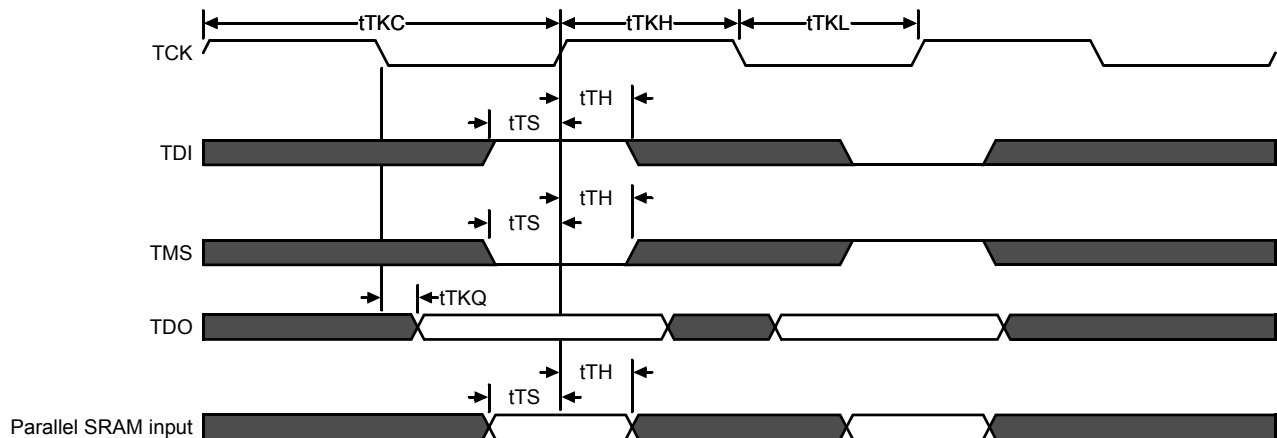 tTKC tTKH tTKL
TCK
tTH
tTS
TDI
tTH
tTS
TMS
tTKQ
TDO
tTH
tTS
Parallel SRAM input